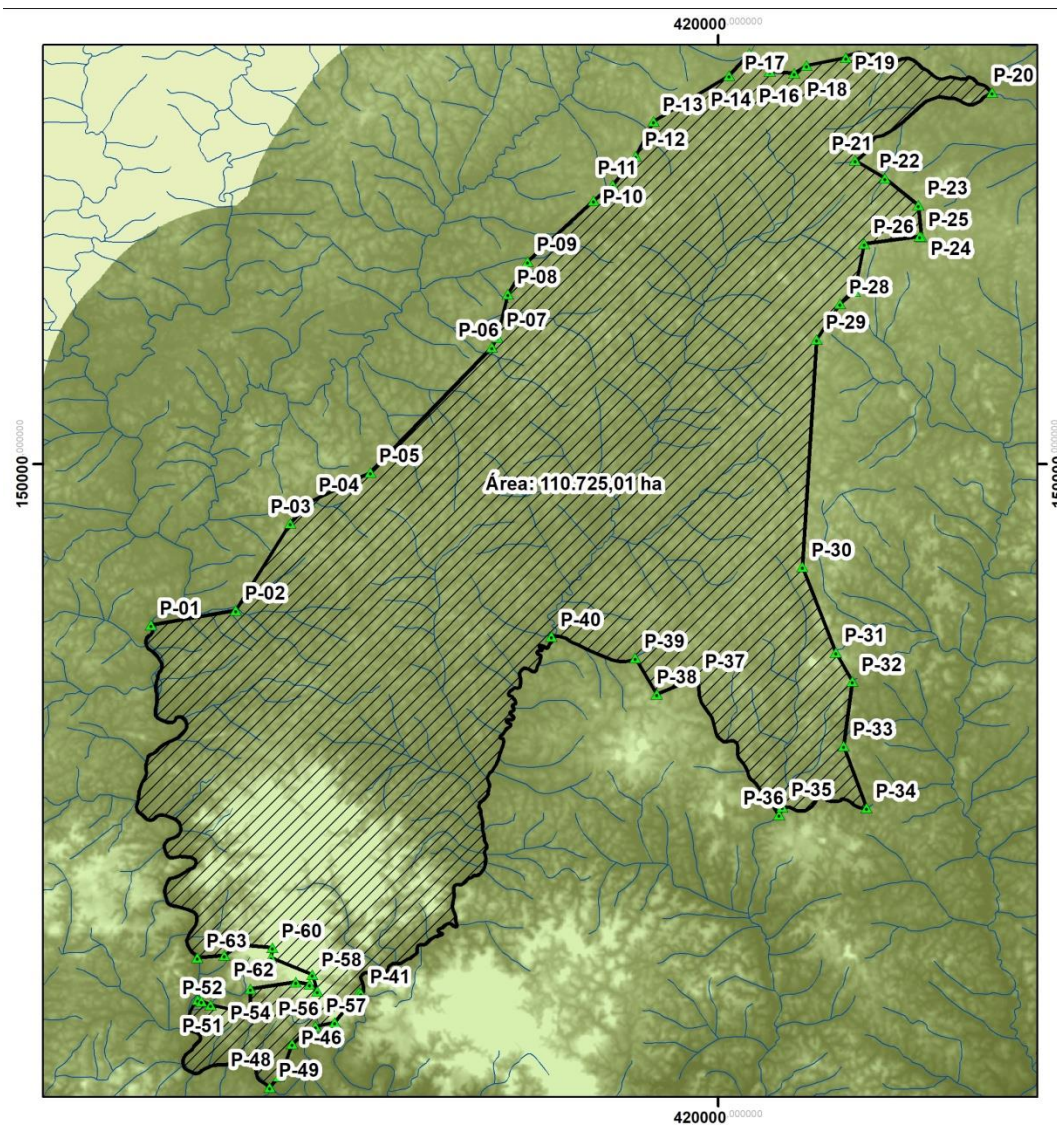 420000,000000
P-17
P-19
P-18
P-20
P-16
P-14
P-13
P-12
P-21
P-22
P-11
P-10
P-23
P-25
P-26
P-24
P-09
P-08
P-28
P-07
P-06
P-29
P-05
150000,000000
150000,000000
P-04
Área: 110.725,01 ha
P-03
P-30
P-02
P-01
P-40
P-39
P-31
P-38
P-37
P-32
P-33
P-36
P-35
P-34
P-60
P-63
P-58
P-62
P-41
P-52
P-54
P-56
P-57
P-51
P-46
P-48
P-49
420000,000000